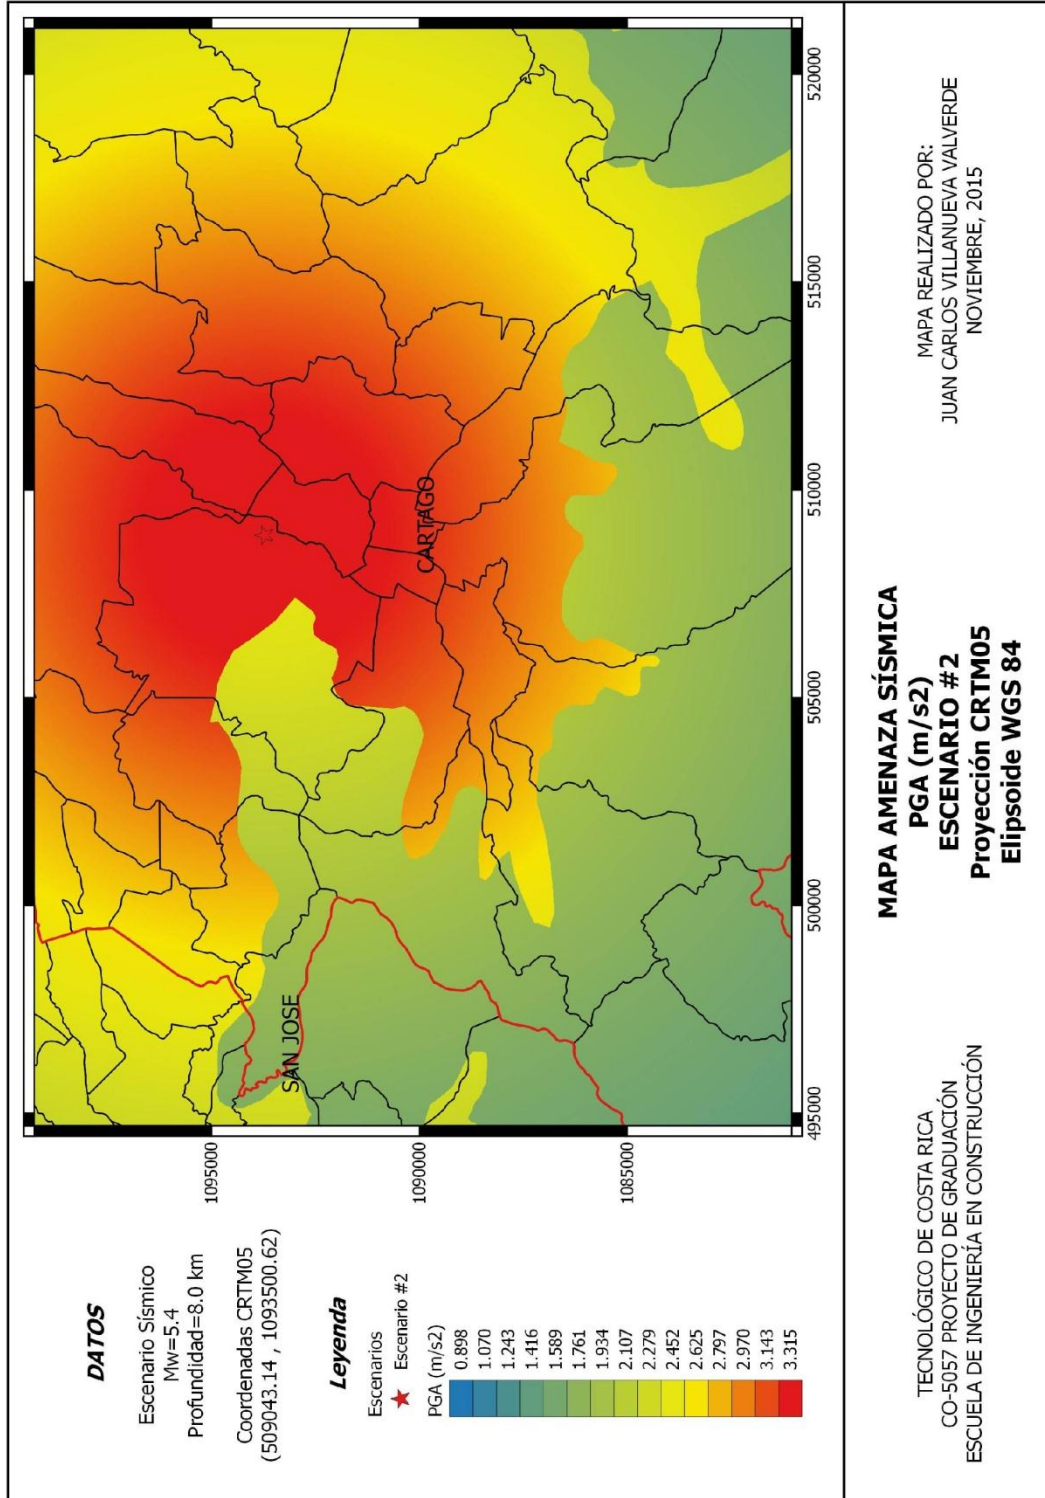 DATOS
Escenario Sísmico
Mw=5.4
Profundidad=8.0 km
Coordenadas CRTM05
(509043.14 , 1093500.62)
Leyenda
Escenarios
Escenario #2
PGA (m/s2)
0.898
1.070
1.243
1.416
1.589
1.761
1.934
2.107
2.279
2.452
2.625
2.797
2.970
3.143
3.315
1095000
1090000
1085000
SAN JOSE
CARTAGO
495000
500000
505000
510000
515000
520000
TECNOLÓGICO DE COSTA RICA
CO-5057 PROYECTO DE GRADUACIÓN
ESCUELA DE INGENIERÍA EN CONSTRUCCIÓN
MAPA AMENAZA SÍSMICA
PGA (m/s2)
ESCENARIO #2
Proyección CRTM05
Elipsoide WGS 84
MAPA REALIZADO POR:
JUAN CARLOS VILLANUEVA VALVERDE
NOVIEMBRE, 2015